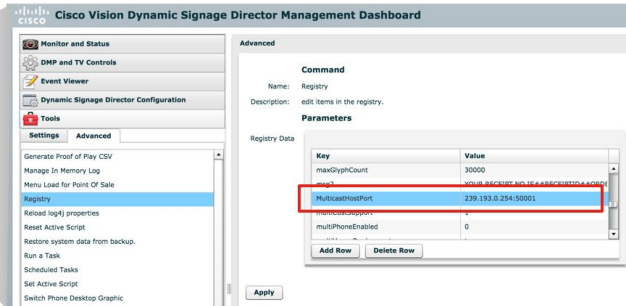 CISCO
Cisco Vision Dynamic Signage Director Management Dashboard
Monitor and Status
DMP and TV Controls
Event Viewer
Dynamic Signage Director Configuration
Tools
Settings Advanced
Generate Proof of Play CSV
Manage In Memory Log
Menu Load for Point Of Sale
Registry
Reload log4j properties
Reset Active Script
Restore system data from backup.
Run a Task
Scheduled Tasks
Set Active Script
Switch Phone Desktop Graphic
Advanced
Command
Name: Registry
Description: edit items in the registry.
Parameters
Registry Data
Key Value
maxGlyphCount 30000
MulticastHostPort 239.193.0.254:50001
multiPhoneEnabled 0
Add Row Delete Row
Apply